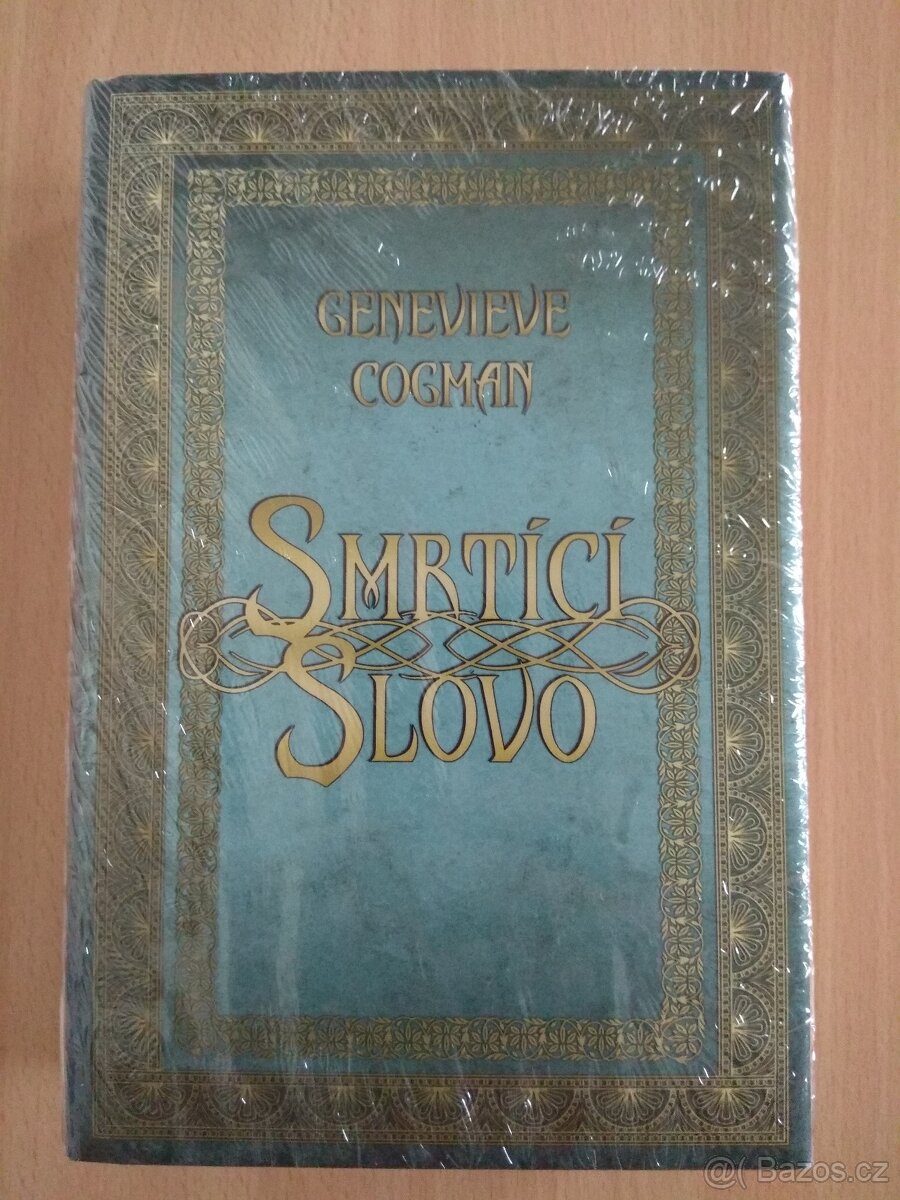 GENEVIEVE
COGMAN
SMRTÍCÍ
SLOVO
@( Bazos.cz